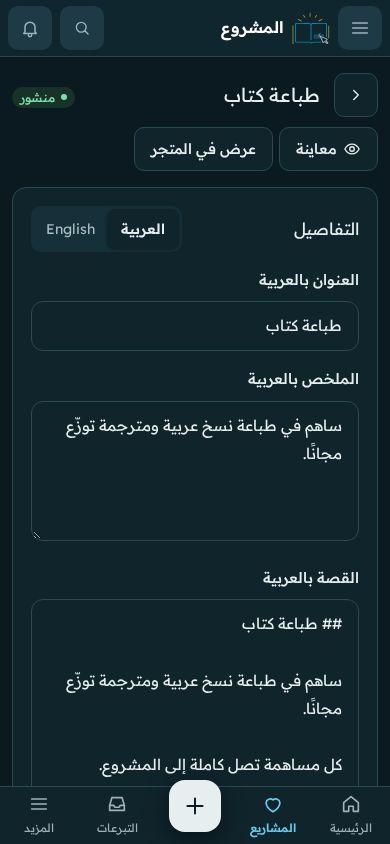 المشروع
طباعة كتاب
منشور
معاينة
عرض في المتجر
التفاصيل
العربية
English
العنوان بالعربية
طباعة كتاب
الملخص بالعربية
ساهم في طباعة نسخ عربية ومترجمة توزّع
مجانًا.
القصة بالعربية
## طباعة كتاب
ساهم في طباعة نسخ عربية ومترجمة توزّع
مجانًا.
كل مساهمة تصل كاملة إلى المشروع.
الرئيسية
المشاريع
التبرعات
المزيد